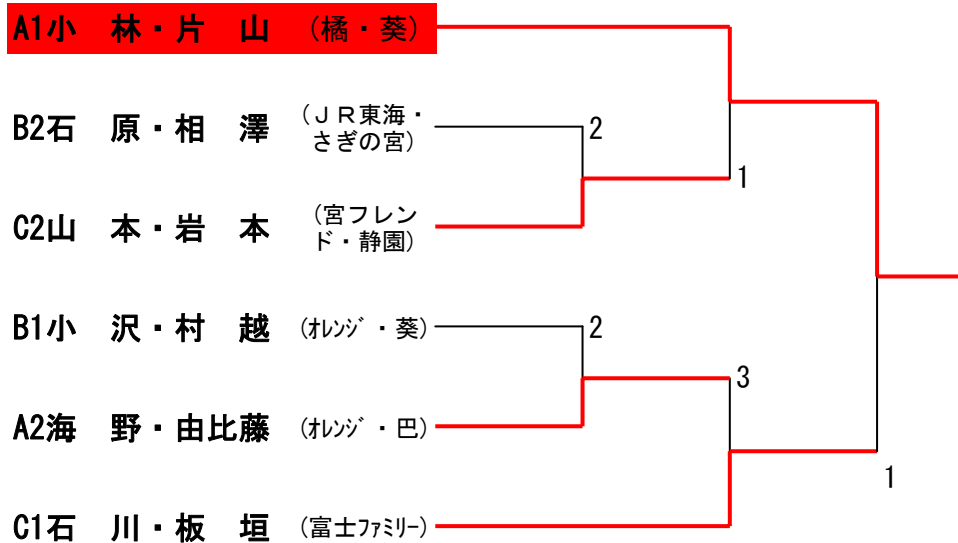 A1小　林・片　山　（橘・葵）
B2石　原・相　澤　（ＪＲ東海・
さぎの宮）
2
1
C2山　本・岩　本　（宮フレン
ド・静園）
B1小　沢・村　越　（ｵﾚﾝｼﾞ・葵）
2
3
A2海　野・由比藤　（ｵﾚﾝｼﾞ・巴）
1
C1石　川・板　垣　（富士ﾌｧﾐﾘｰ）